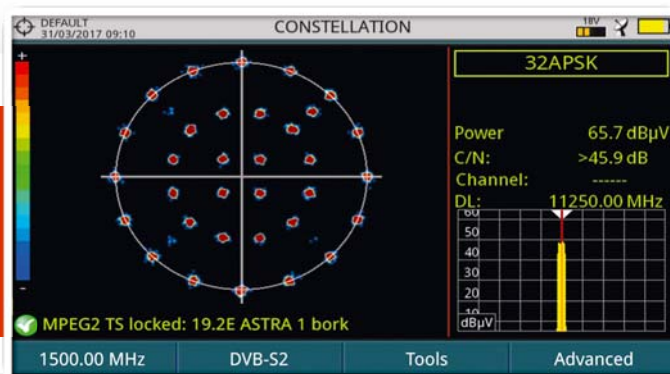 DEFAULT
31/03/2017 09:10
CONSTELLATION
18V
+
32APSK
Power 65.7 dBµV
C/N: >45.9 dB
Channel: ------
DL: 11250.00 MHz
60
50
40
30
20
10
dBµV
-
MPEG2 TS locked: 19.2E ASTRA 1 bork
1500.00 MHz DVB-S2 Tools Advanced